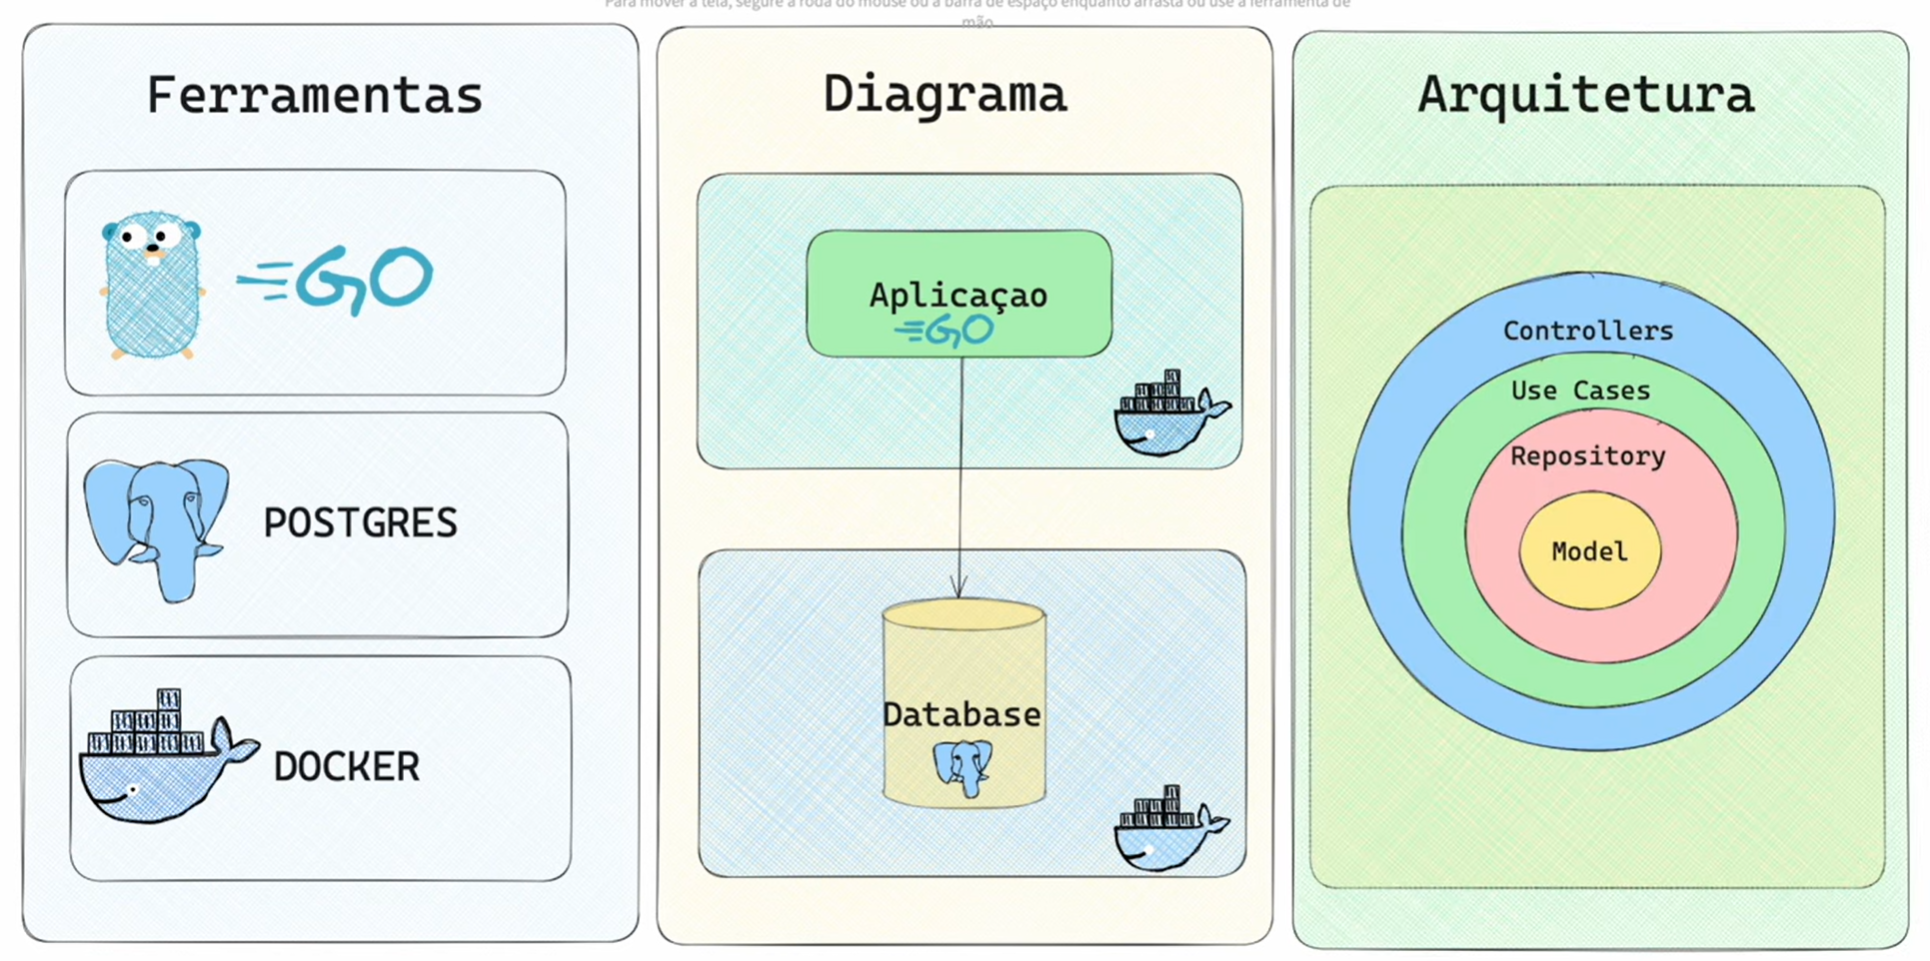 Para mover a tela, segure a roda do mouse ou a barra de espaço enquanto arrasta ou use a ferramenta de
mão
Ferramentas
GO
POSTGRES
DOCKER
Diagrama
Aplicaçao
GO
Database
Arquitetura
Controllers
Use Cases
Repository
Model